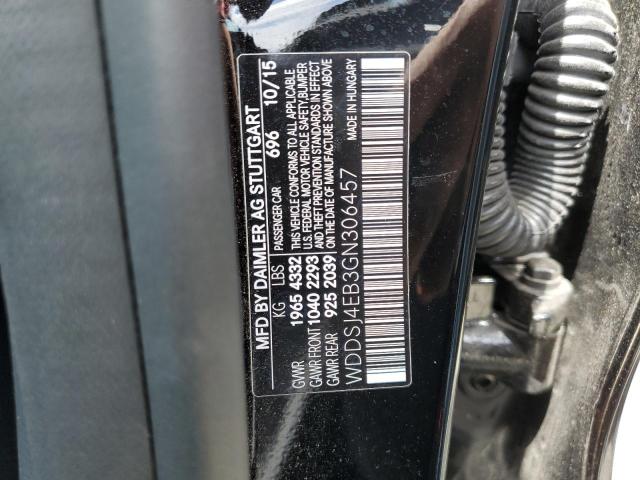 MFD BY DAIMLER AG STUTTGART
KG LBS PASSENGER CAR 696 10/15
GVWR 1965 4332 THIS VEHICLE CONFORMS TO ALL APPLICABLE
GAWR FRONT 1040 2293 U.S. FEDERAL MOTOR VEHICLE SAFETY, BUMPER
AND THEFT PREVENTION STANDARDS IN EFFECT
GAWR REAR 925 2039 ON THE DATE OF MANUFACTURE SHOWN ABOVE
WDDSJ4EB3GN306457 MADE IN HUNGARY